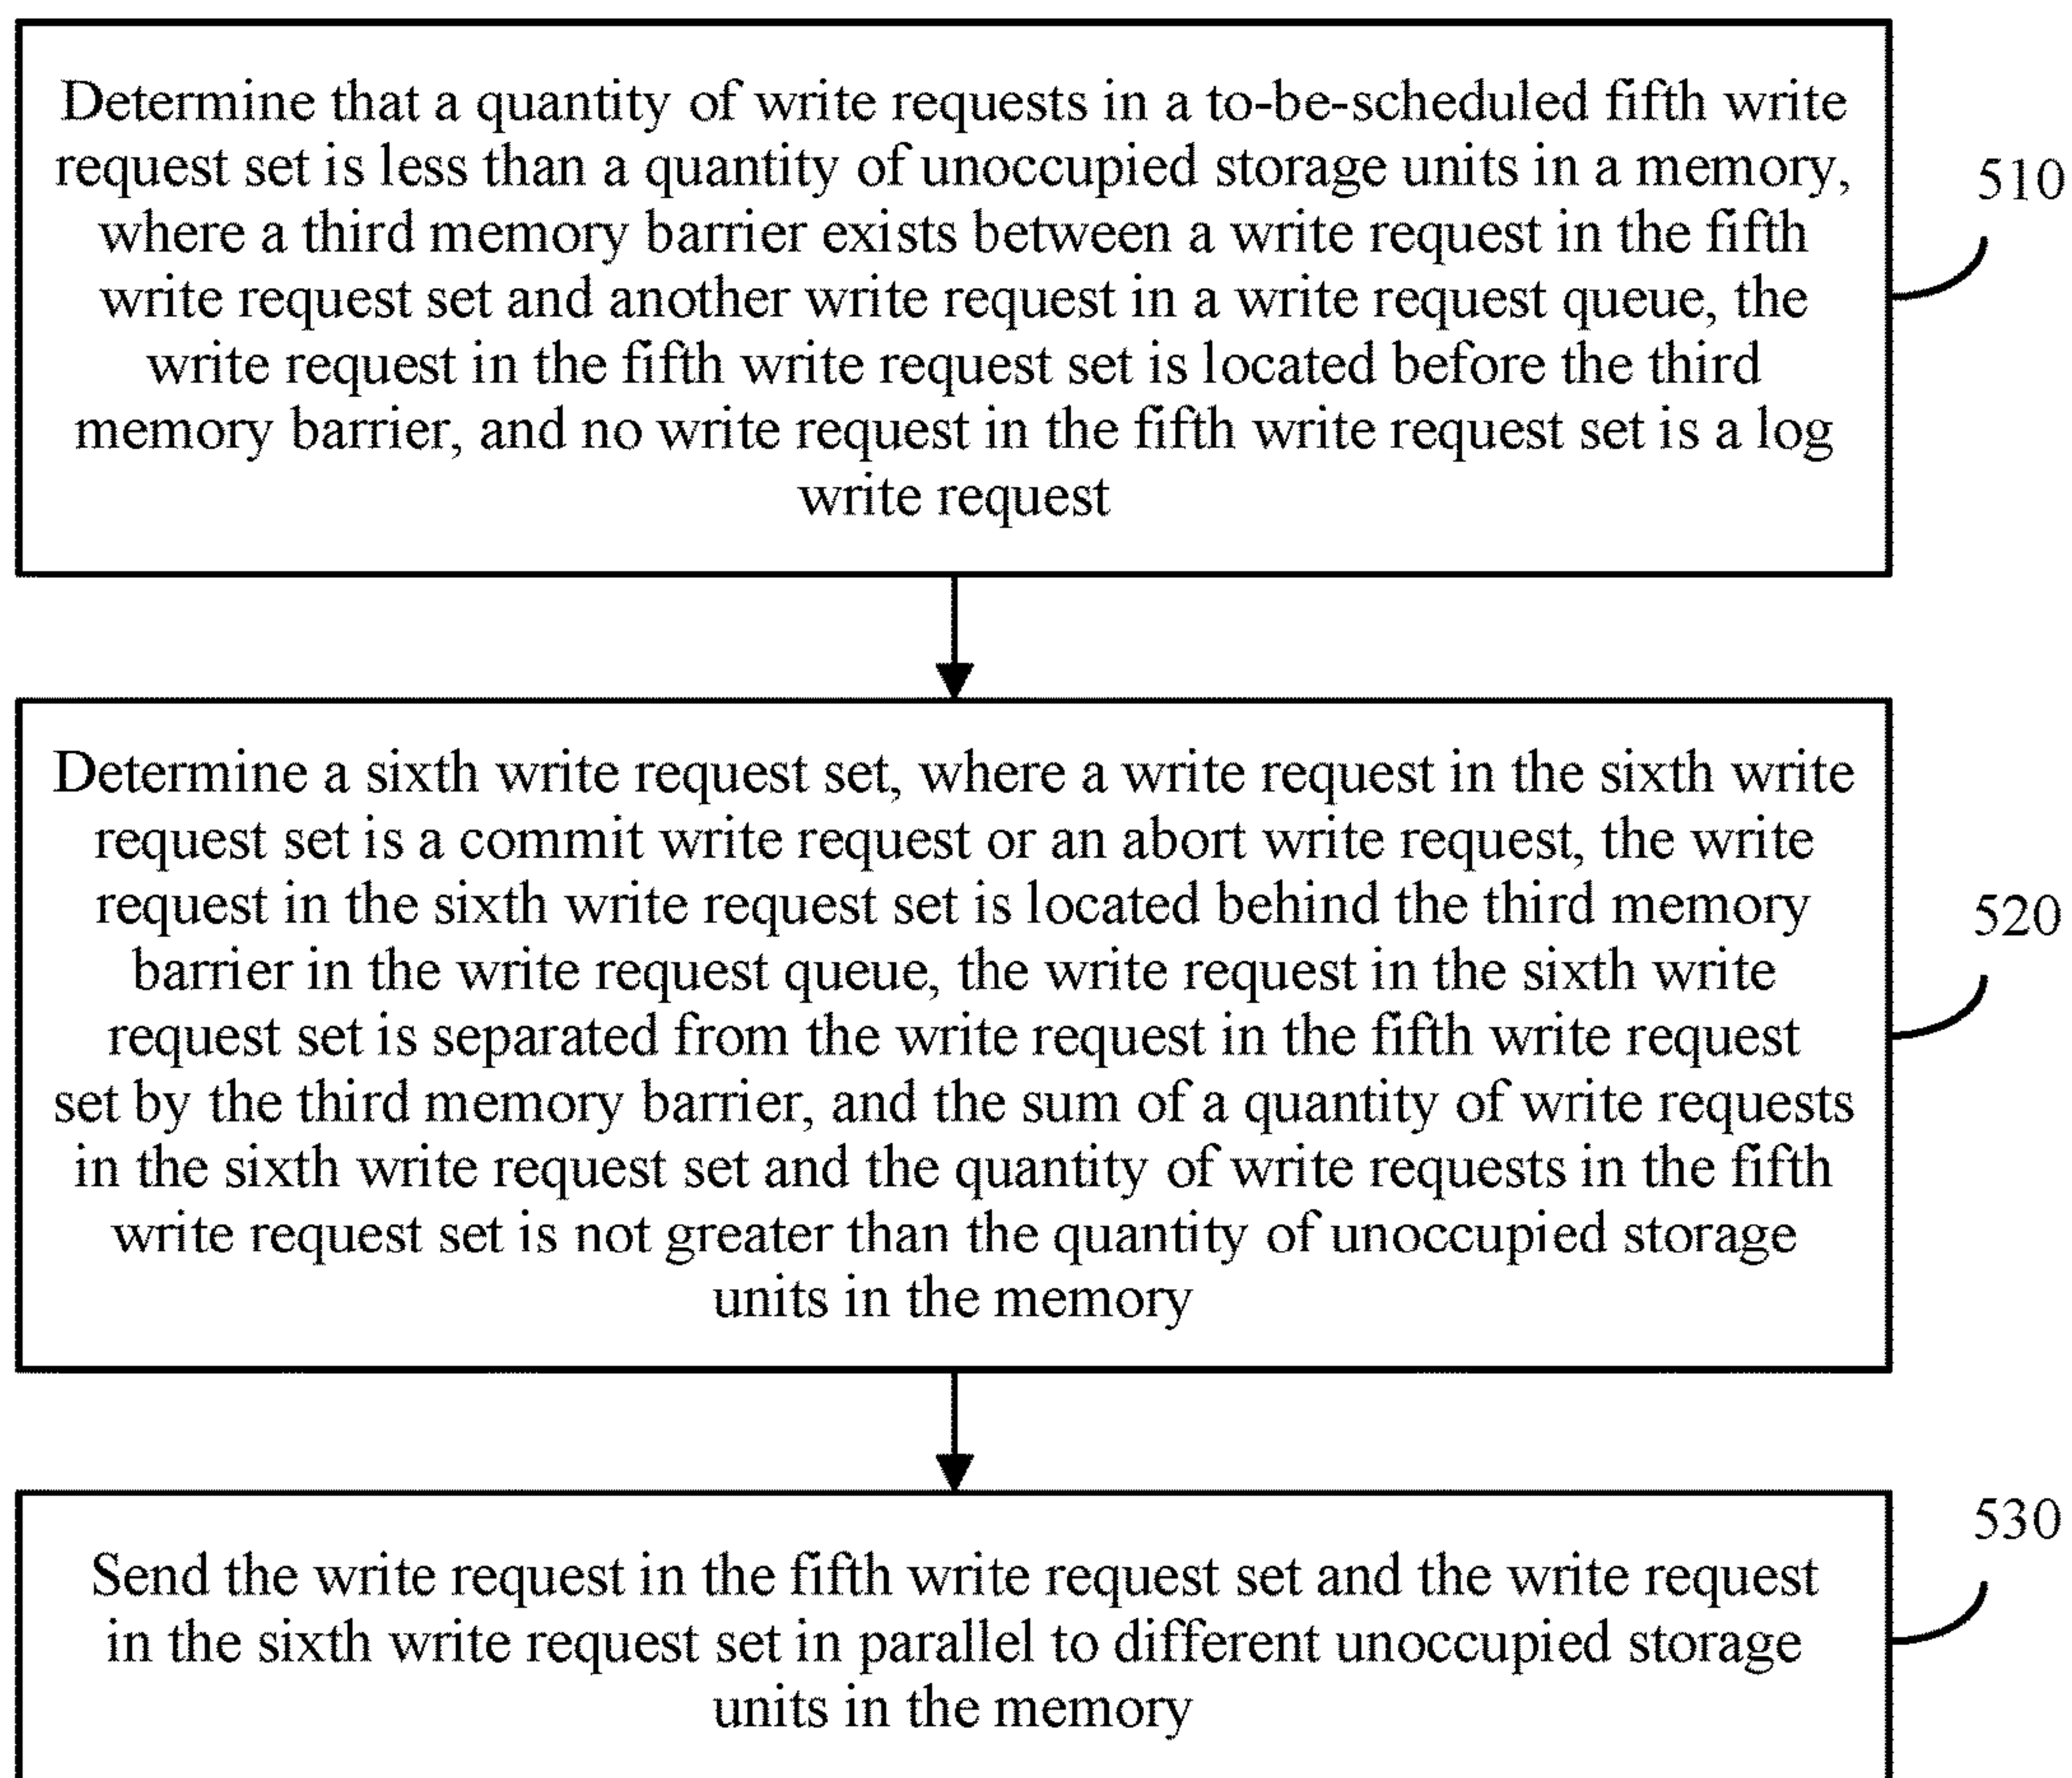 Determine that a quantity of write requests in a to-be-scheduled fifth write
request set is less than a quantity of unoccupied storage units in a memory,
where a third memory barrier exists between a write request in the fifth
write request set and another write request in a write request queue, the
write request in the fifth write request set is located before the third
memory barrier, and no write request in the fifth write request set is a log
write request
510
Determine a sixth write request set, where a write request in the sixth write
request set is a commit write request or an abort write request, the write
request in the sixth write request set is located behind the third memory
barrier in the write request queue, the write request in the sixth write
request set is separated from the write request in the fifth write request
set by the third memory barrier, and the sum of a quantity of write requests
in the sixth write request set and the quantity of write requests in the fifth
write request set is not greater than the quantity of unoccupied storage
units in the memory
520
Send the write request in the fifth write request set and the write request
in the sixth write request set in parallel to different unoccupied storage
units in the memory
530